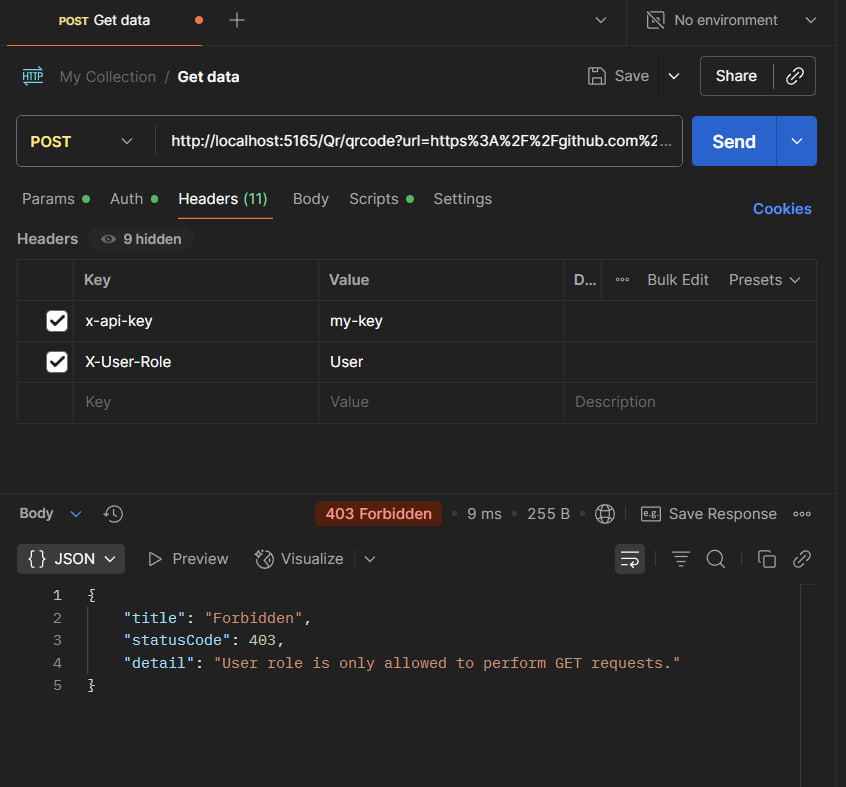 POST Get data
No environment
HTTP My Collection / Get data
Save
Share
POST
http://localhost:5165/Qr/qrcode?url=https%3A%2F%2Fgithub.com%2...
Send
Params Auth Headers (11) Body Scripts Settings
Cookies
Headers 9 hidden
Key Value D... Bulk Edit Presets
x-api-key my-key
X-User-Role User
Key Value Description
Body 403 Forbidden 9 ms 255 B e.g. Save Response
{} JSON Preview Visualize
1 {
2 "title": "Forbidden",
3 "statusCode": 403,
4 "detail": "User role is only allowed to perform GET requests."
5 }